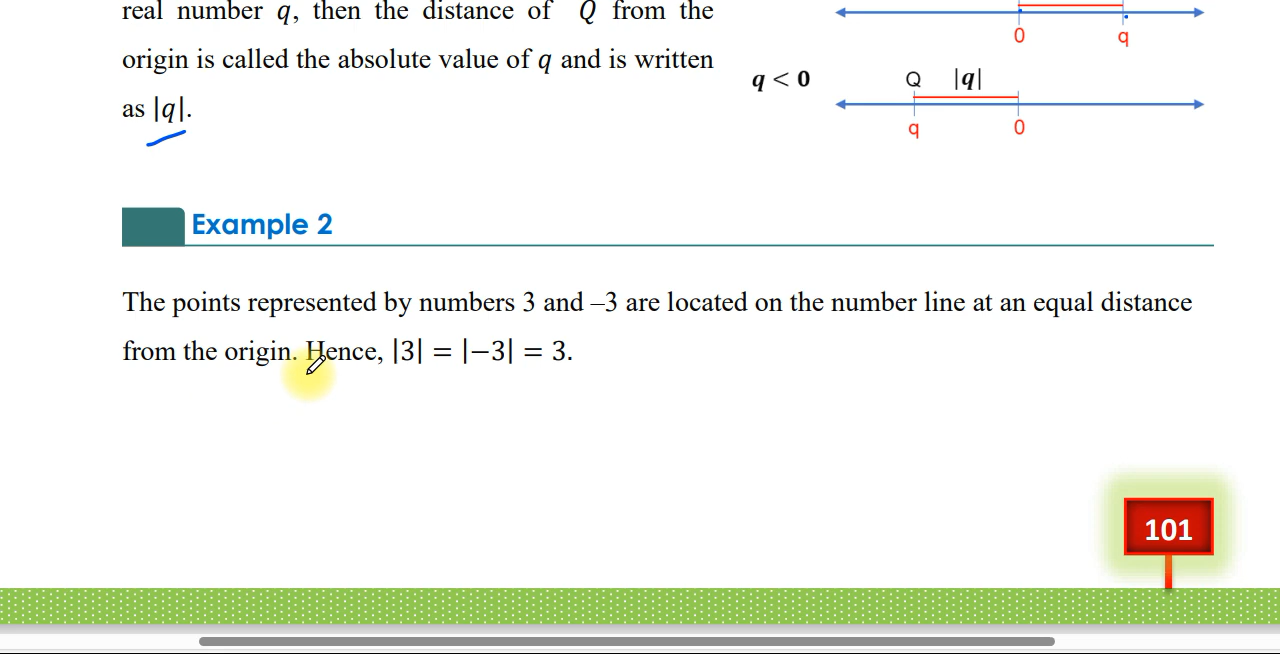 real number q, then the distance of Q from the
origin is called the absolute value of q and is written
as |q|.
0 q
q < 0 Q |q|
q 0
Example 2
The points represented by numbers 3 and –3 are located on the number line at an equal distance
from the origin. Hence, |3| = |−3| = 3.
101